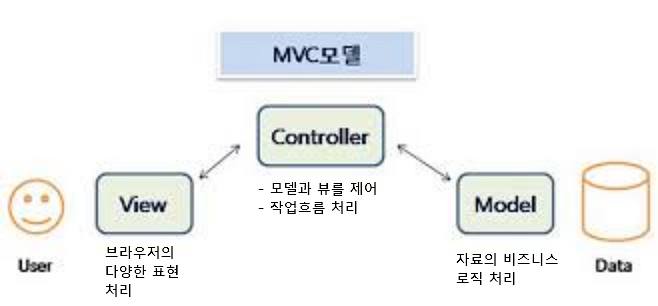 MVC모델
Controller
- 모델과 뷰를 제어
- 작업흐름 처리
View
Model
브라우저의
다양한 표현
처리
자료의 비즈니스
로직 처리
User
Data